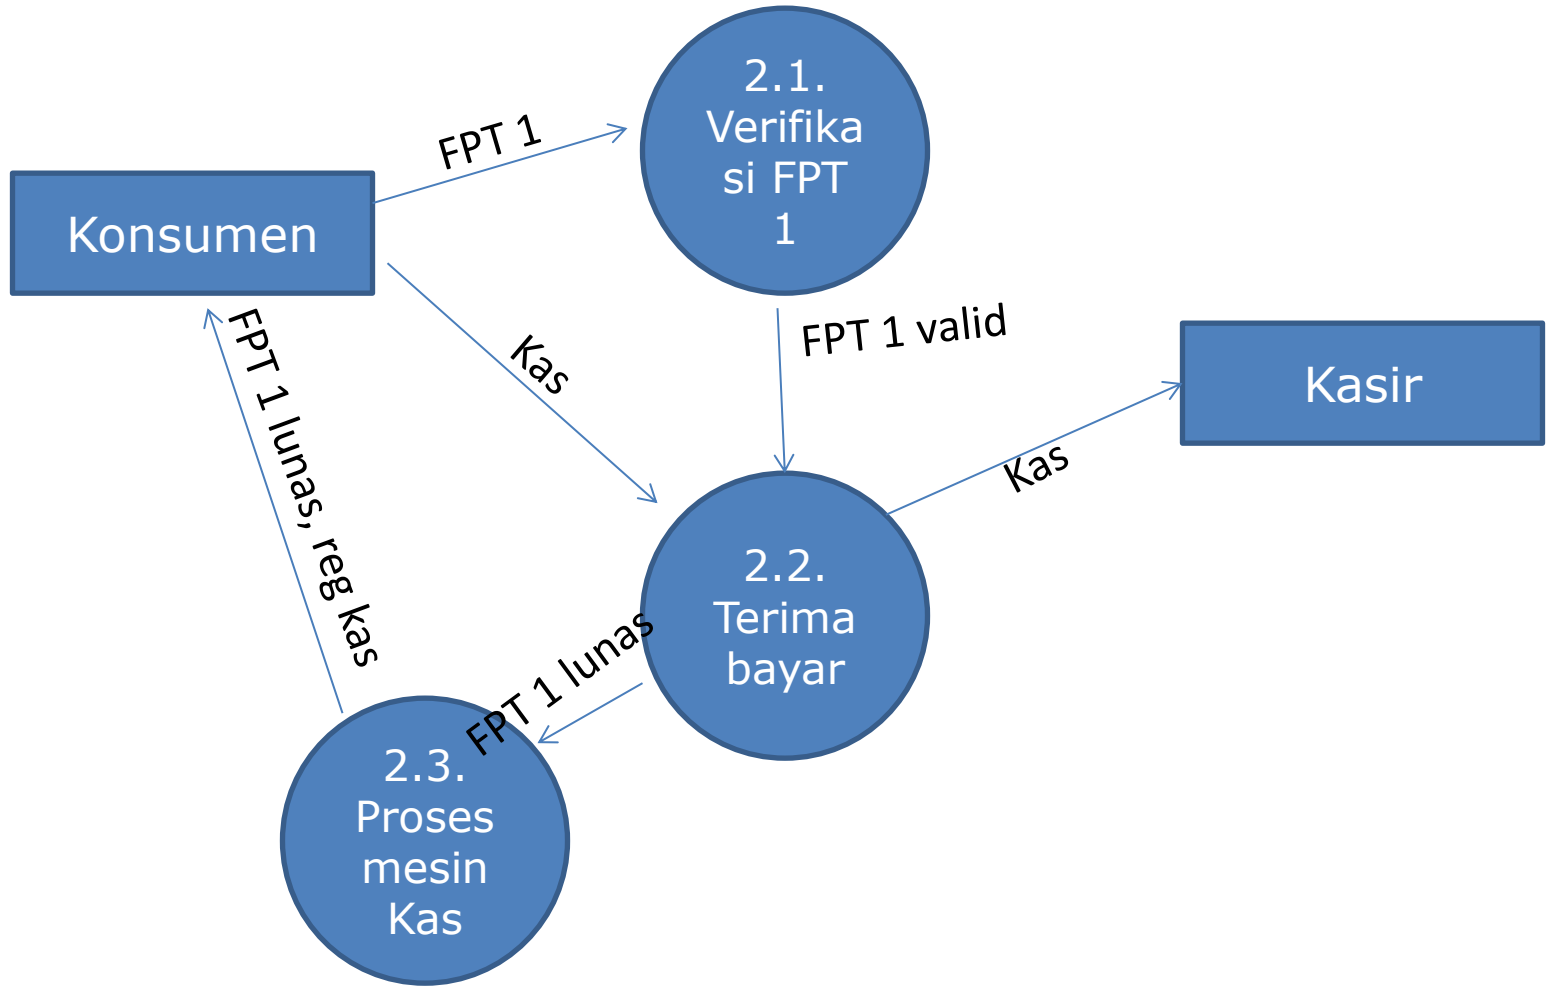 2.1.
Verifika
si FPT
1
FPT 1
Konsumen
FPT 1 valid
Kas
Kasir
FPT 1 lunas, reg kas
Kas
2.2.
Terima
bayar
FPT 1 lunas
2.3.
Proses
mesin
Kas